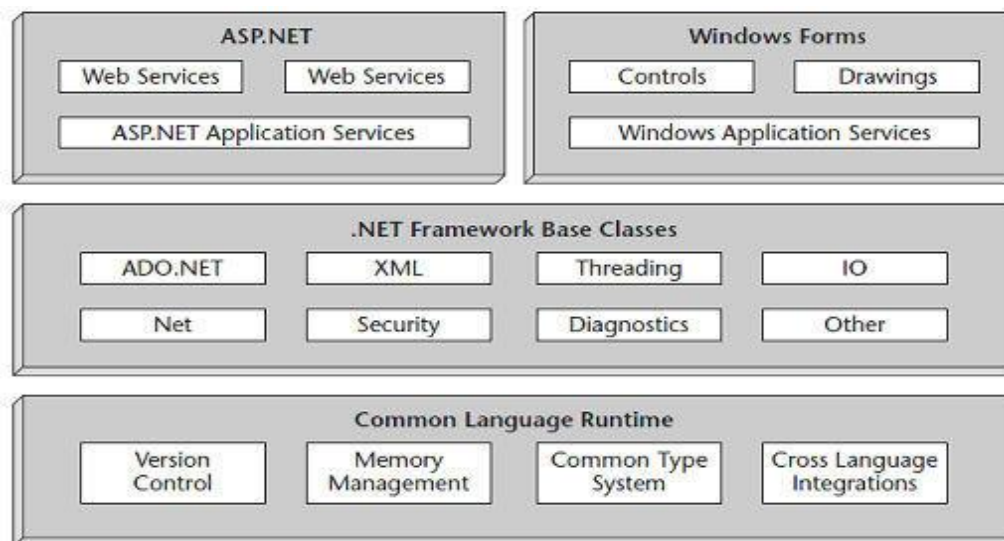 ASP.NET
Web Services
Web Services
ASP.NET Application Services
Windows Forms
Controls
Drawings
Windows Application Services
.NET Framework Base Classes
ADO.NET
XML
Threading
IO
Net
Security
Diagnostics
Other
Common Language Runtime
Version
Control
Memory
Management
Common Type
System
Cross Language
Integrations